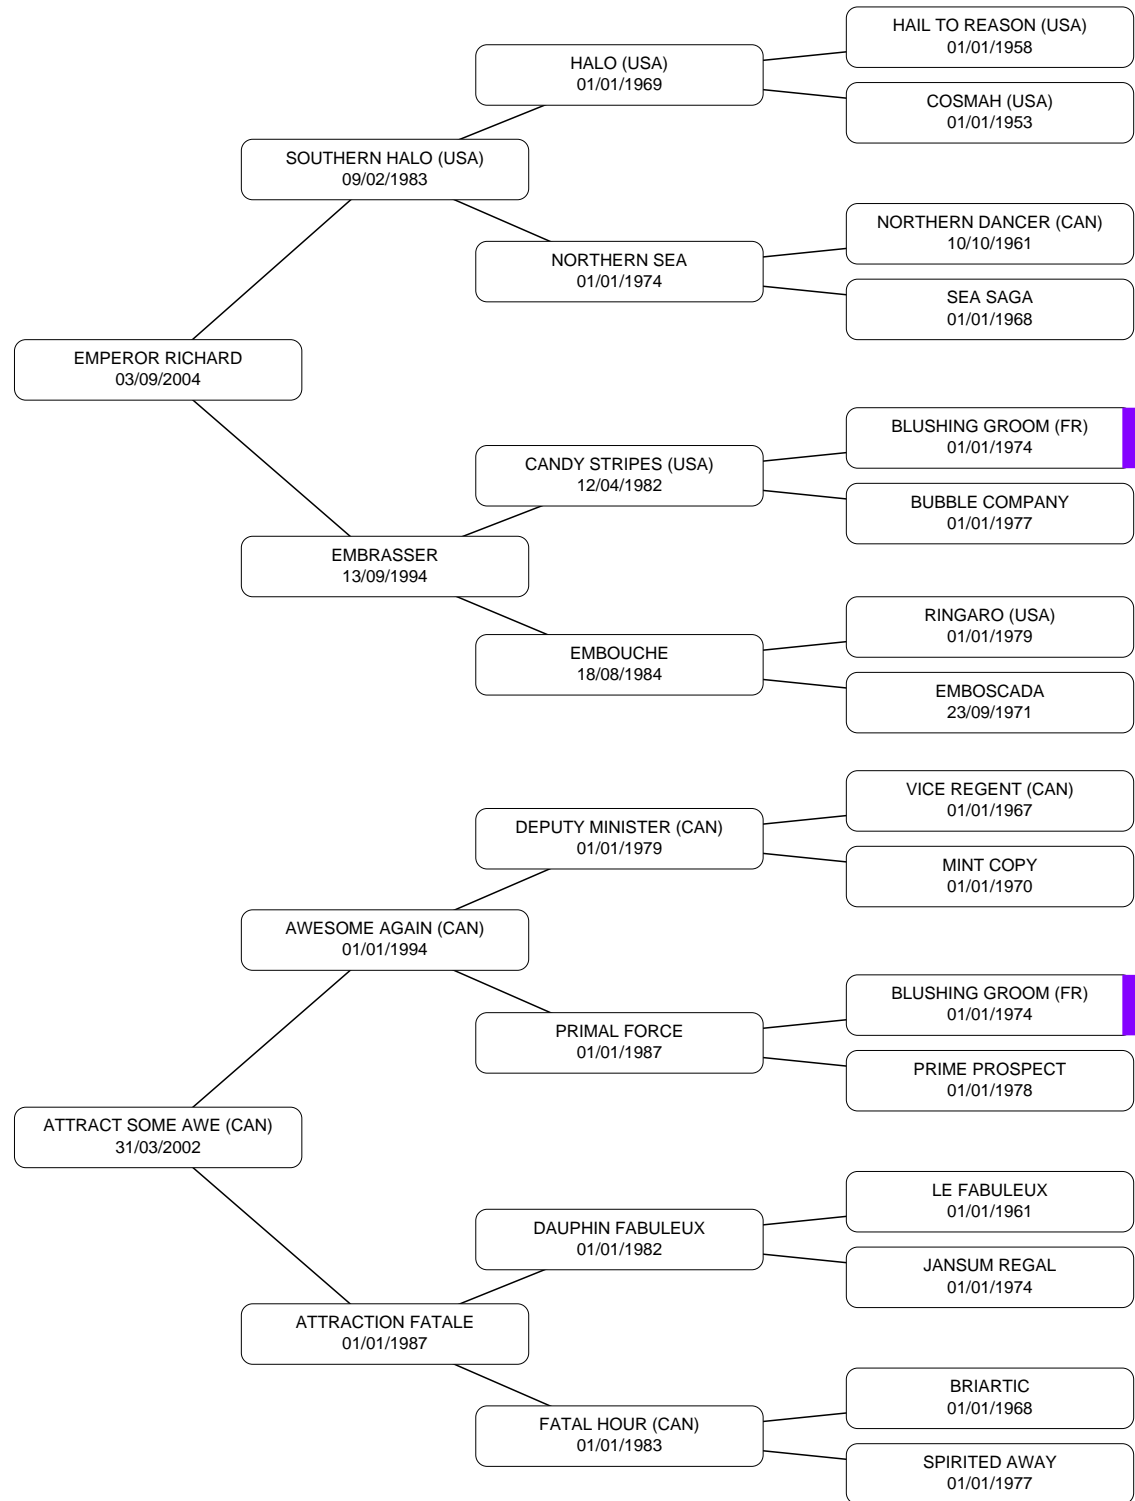 HAIL TO REASON (USA)
01/01/1958
HALO (USA)
01/01/1969
COSMAH (USA)
01/01/1953
SOUTHERN HALO (USA)
09/02/1983
NORTHERN DANCER (CAN)
10/10/1961
NORTHERN SEA
01/01/1974
SEA SAGA
01/01/1968
EMPEROR RICHARD
03/09/2004
BLUSHING GROOM (FR)
01/01/1974
CANDY STRIPES (USA)
12/04/1982
BUBBLE COMPANY
01/01/1977
EMBRASSER
13/09/1994
RINGARO (USA)
01/01/1979
EMBOUCHE
18/08/1984
EMBOSCADA
23/09/1971
VICE REGENT (CAN)
01/01/1967
DEPUTY MINISTER (CAN)
01/01/1979
MINT COPY
01/01/1970
AWESOME AGAIN (CAN)
01/01/1994
BLUSHING GROOM (FR)
01/01/1974
PRIMAL FORCE
01/01/1987
PRIME PROSPECT
01/01/1978
ATTRACT SOME AWE (CAN)
31/03/2002
LE FABULEUX
01/01/1961
DAUPHIN FABULEUX
01/01/1982
JANSUM REGAL
01/01/1974
ATTRACTION FATALE
01/01/1987
BRIARTIC
01/01/1968
FATAL HOUR (CAN)
01/01/1983
SPIRITED AWAY
01/01/1977